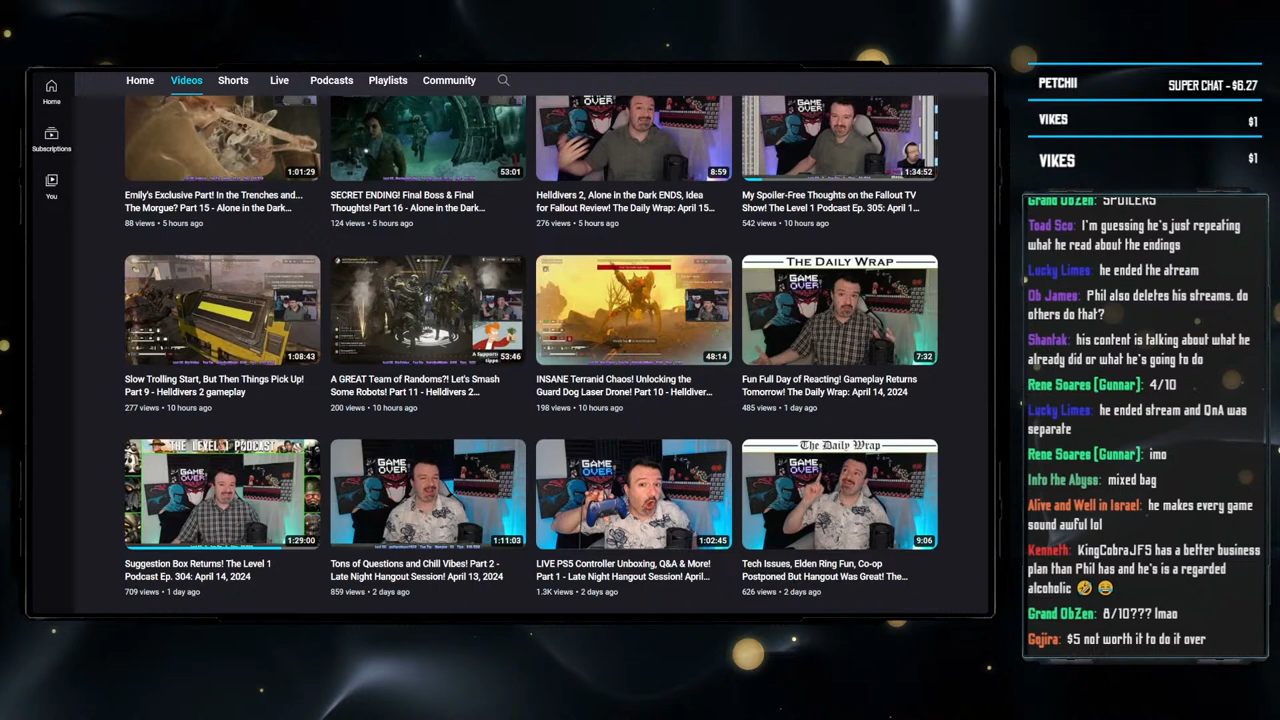 Home Videos Shorts Live Podcasts Playlists Community
Home
Subscriptions
You
1:01:29
53:01
8:59
1:34:52
Emily's Exclusive Part! In the Trenches and...
The Morgue? Part 15 - Alone in the Dark...
88 views • 5 hours ago
SECRET ENDING! Final Boss & Final
Thoughts! Part 16 - Alone in the Dark...
124 views • 5 hours ago
Helldivers 2, Alone in the Dark ENDS, Idea
for Fallout Review! The Daily Wrap: April 15...
276 views • 5 hours ago
My Spoiler-Free Thoughts on the Fallout TV
Show! The Level 1 Podcast Ep. 305: April 1...
542 views • 10 hours ago
1:08:43
53:46
48:14
THE DAILY WRAP
GAME
OVER
7:32
Slow Trolling Start, But Then Things Pick Up!
Part 9 - Helldivers 2 gameplay
277 views • 10 hours ago
A GREAT Team of Randoms?! Let's Smash
Some Robots! Part 11 - Helldivers 2...
200 views • 10 hours ago
INSANE Terranid Chaos! Unlocking the
Guard Dog Laser Drone! Part 10 - Helldiver...
198 views • 10 hours ago
Fun Full Day of Reacting! Gameplay Returns
Tomorrow! The Daily Wrap: April 14, 2024
485 views • 1 day ago
THE LEVEL 1 PODCAST
1:29:00
GAME
OVER
1:11:03
GAME
OVER
1:02:45
The Daily Wrap
GAME
OVER
9:06
Suggestion Box Returns! The Level 1
Podcast Ep. 304: April 14, 2024
709 views • 1 day ago
Tons of Questions and Chill Vibes! Part 2 -
Late Night Hangout Session! April 13, 2024
859 views • 2 days ago
LIVE PS5 Controller Unboxing, Q&A & More!
Part 1 - Late Night Hangout Session! April...
1.3K views • 2 days ago
Tech Issues, Elden Ring Fun, Co-op
Postponed But Hangout Was Great! The...
626 views • 2 days ago
PETCHII SUPER CHAT - $6.27
VIKES $1
VIKES $1
Grand ObZen: SPOILERS
Toad Sco: I'm guessing he's just repeating
what he read about the endings
Lucky Limes: he ended the atream
Ob James: Phil also deletes his streams. do
others do that?
Shantak: his content is talking about what he
already did or what he's going to do
Rene Soares (Gunnar): 4/10
Lucky Limes: he ended stream and QnA was
separate
Rene Soares (Gunnar): imo
Into the Abyss: mixed bag
Alive and Well in Israel: he makes every game
sound awful lol
Kenneth: KingCobraJFS has a better business
plan than Phil has and he's is a regarded
alcoholic 🤣 😂
Grand ObZen: 8/10??? lmao
Gojira: $5 not worth it to do it over